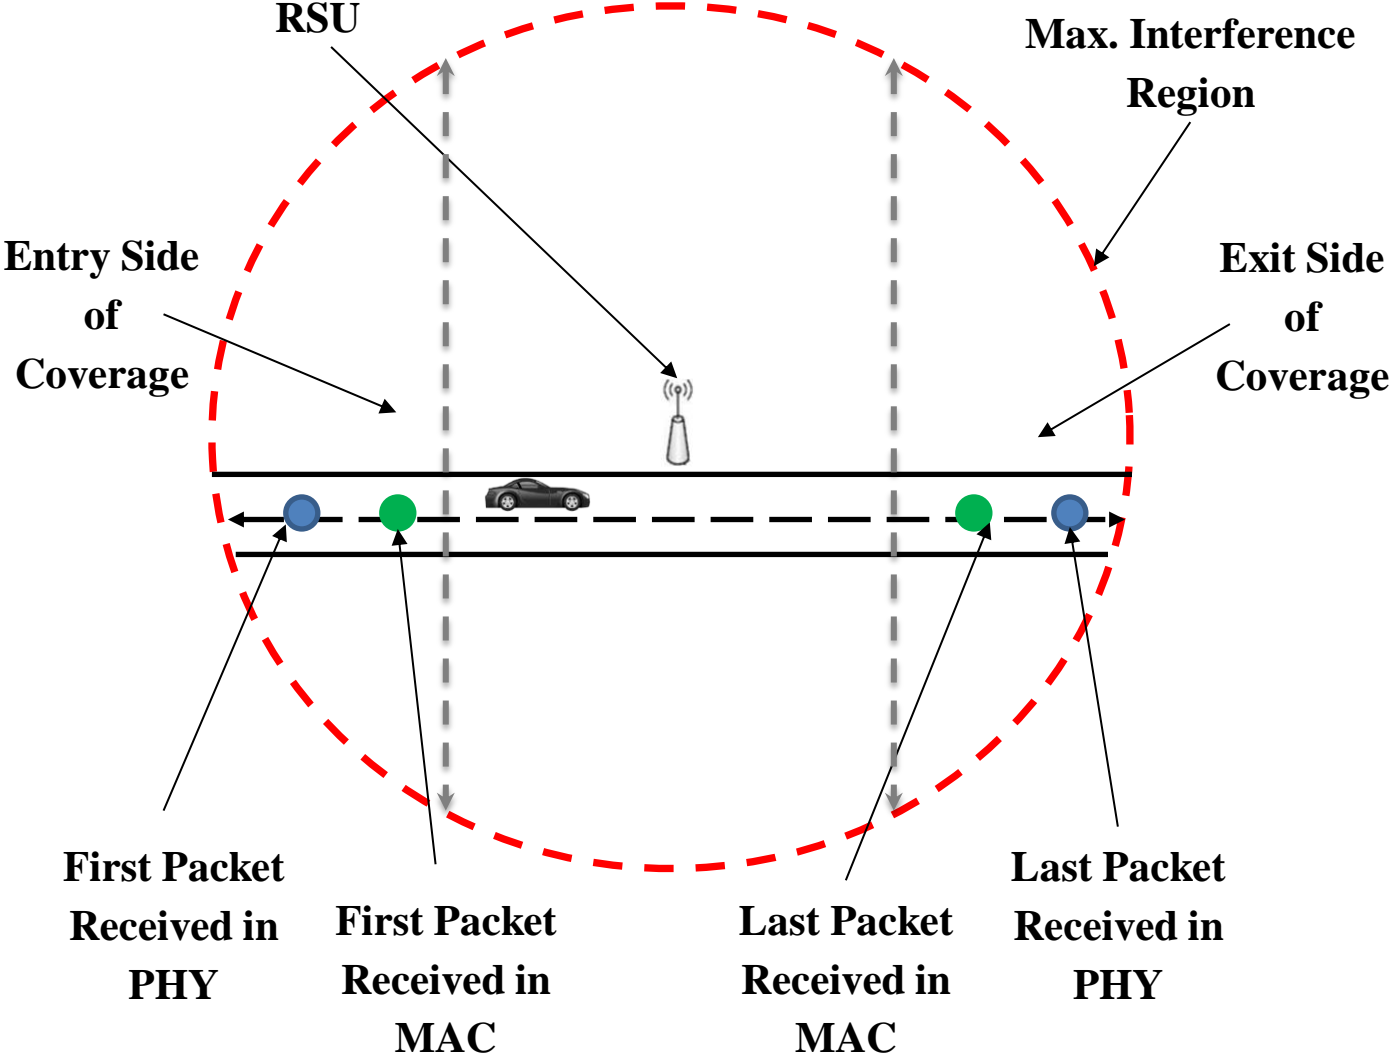 RSU
Max. Interference
Region
Entry Side
of
Coverage
Exit Side
of
Coverage
First Packet
Received in
PHY
First Packet
Received in
MAC
Last Packet
Received in
MAC
Last Packet
Received in
PHY